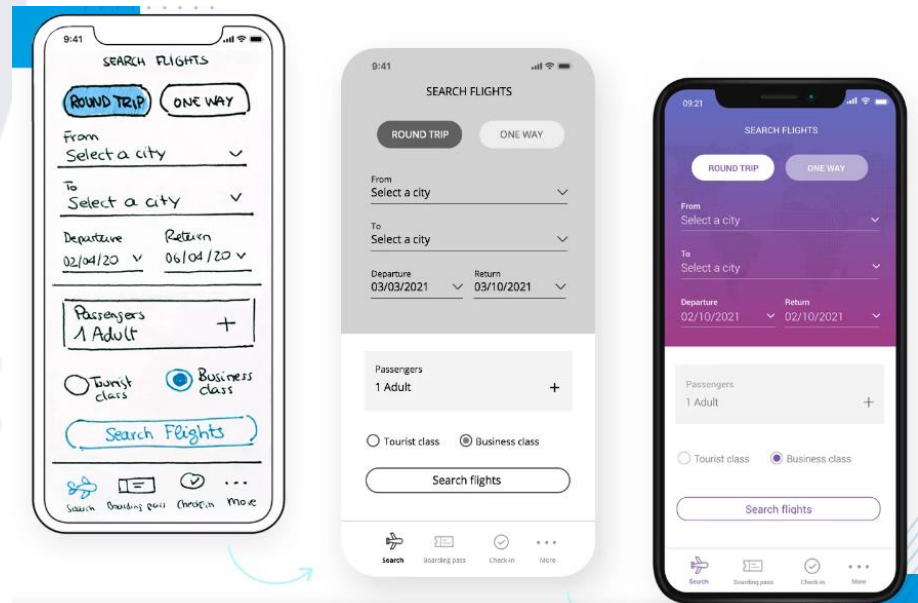 9:41
SEARCH FLIGHTS
ROUND TRIP ONE WAY
From
Select a city
To
Select a city
Departure Return
02/04/20 06/04/20
Passengers
1 Adult +
Tourist class Business class
Search Flights
Search Boarding pass Check-in More
9:41
SEARCH FLIGHTS
ROUND TRIP ONE WAY
From
Select a city
To
Select a city
Departure Return
03/03/2021 03/10/2021
Passengers
1 Adult +
Tourist class Business class
Search flights
Search Boarding pass Check-in More
09:21
SEARCH FLIGHTS
ROUND TRIP ONE WAY
From
Select a city
To
Select a city
Departure Return
02/10/2021 02/10/2021
Passengers
1 Adult +
Tourist class Business class
Search flights
Search Boarding pass Check-in More